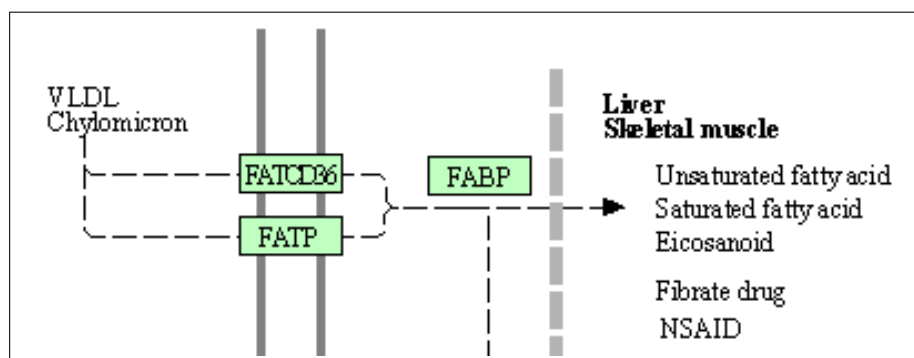 VLDL
Chylomicron
FATCD36
FATP
FABP
Liver
Skeletal muscle
Unsaturated fatty acid
Saturated fatty acid
Eicosanoid
Fibrate drug
NSAID